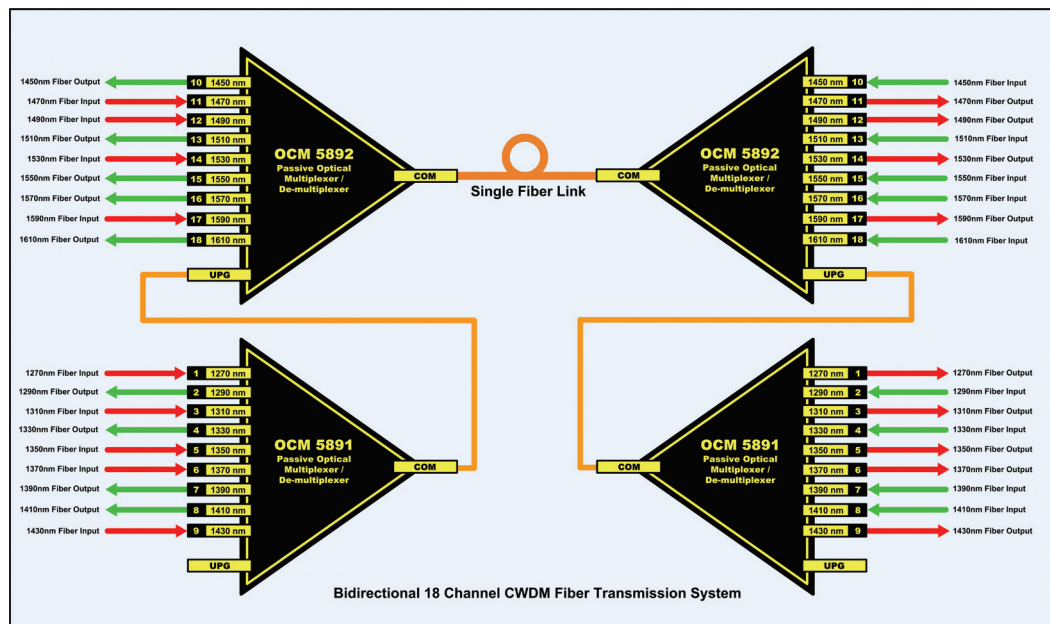 1450nm Fiber Output 10 1450 nm
1470nm Fiber Input 11 1470 nm
1490nm Fiber Input 12 1490 nm
1510nm Fiber Output 13 1510 nm
1530nm Fiber Input 14 1530 nm
1550nm Fiber Output 15 1550 nm
1570nm Fiber Output 16 1570 nm
1590nm Fiber Input 17 1590 nm
1610nm Fiber Output 18 1610 nm
UPG
OCM 5892
Passive Optical
Multiplexer /
De-multiplexer
COM
Single Fiber Link
COM
OCM 5892
Passive Optical
Multiplexer /
De-multiplexer
1450 nm 10 1450nm Fiber Input
1470 nm 11 1470nm Fiber Output
1490 nm 12 1490nm Fiber Output
1510 nm 13 1510nm Fiber Input
1530 nm 14 1530nm Fiber Output
1550 nm 15 1550nm Fiber Input
1570 nm 16 1570nm Fiber Input
1590 nm 17 1590nm Fiber Output
1610 nm 18 1610nm Fiber Input
UPG
1270nm Fiber Input 1 1270 nm
1290nm Fiber Output 2 1290 nm
1310nm Fiber Input 3 1310 nm
1330nm Fiber Output 4 1330 nm
1350nm Fiber Input 5 1350 nm
1370nm Fiber Input 6 1370 nm
1390nm Fiber Output 7 1390 nm
1410nm Fiber Output 8 1410 nm
1430nm Fiber Input 9 1430 nm
UPG
OCM 5891
Passive Optical
Multiplexer /
De-multiplexer
COM
COM
OCM 5891
Passive Optical
Multiplexer /
De-multiplexer
1270 nm 1 1270nm Fiber Output
1290 nm 2 1290nm Fiber Input
1310 nm 3 1310nm Fiber Output
1330 nm 4 1330nm Fiber Input
1350 nm 5 1350nm Fiber Output
1370 nm 6 1370nm Fiber Output
1390 nm 7 1390nm Fiber Input
1410 nm 8 1410nm Fiber Input
1430 nm 9 1430nm Fiber Output
UPG
Bidirectional 18 Channel CWDM Fiber Transmission System